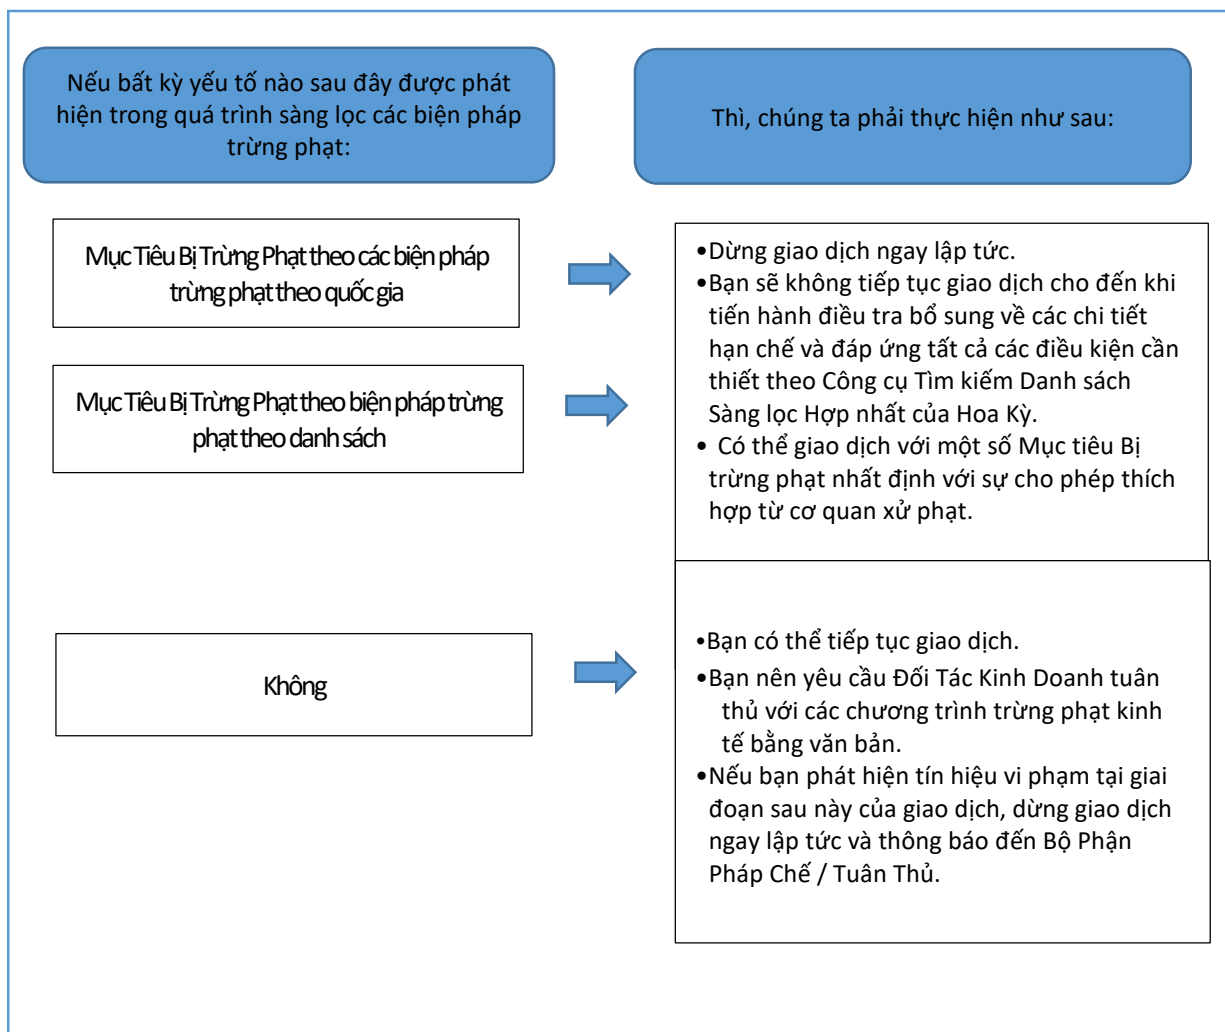 Nếu bất kỳ yếu tố nào sau đây được phát
hiện trong quá trình sàng lọc các biện pháp
trừng phạt:
Thì, chúng ta phải thực hiện như sau:
Mục Tiêu Bị Trừng Phạt theo các biện pháp
trừng phạt theo quốc gia
Mục Tiêu Bị Trừng Phạt theo biện pháp trừng
phạt theo danh sách
•Dừng giao dịch ngay lập tức.
•Bạn sẽ không tiếp tục giao dịch cho đến khi
tiến hành điều tra bổ sung về các chi tiết
hạn chế và đáp ứng tất cả các điều kiện cần
thiết theo Công cụ Tìm kiếm Danh sách
Sàng lọc Hợp nhất của Hoa Kỳ.
• Có thể giao dịch với một số Mục tiêu Bị
trừng phạt nhất định với sự cho phép thích
hợp từ cơ quan xử phạt.
Không
•Bạn có thể tiếp tục giao dịch.
•Bạn nên yêu cầu Đối Tác Kinh Doanh tuân
thủ với các chương trình trừng phạt kinh
tế bằng văn bản.
•Nếu bạn phát hiện tín hiệu vi phạm tại giai
đoạn sau này của giao dịch, dừng giao dịch
ngay lập tức và thông báo đến Bộ Phận
Pháp Chế / Tuân Thủ.